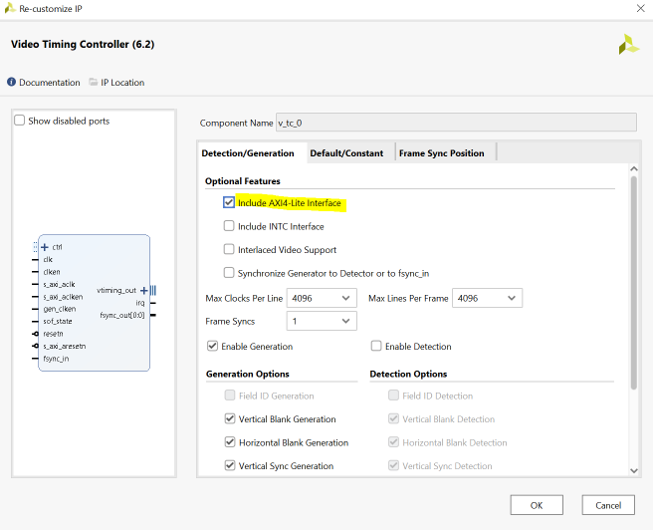 Re-customize IP
Video Timing Controller (6.2)
Documentation IP Location
Show disabled ports
ctrl
clk
clken
s_axi_aclk
s_axi_aclken
gen_clken
sof_state
resetn
s_axi_aresetn
fsync_in
vtiming_out
irq
fsync_out[0:0]
Component Name v_tc_0
Detection/Generation Default/Constant Frame Sync Position
Optional Features
Include AXI4-Lite Interface
Include INTC Interface
Interlaced Video Support
Synchronize Generator to Detector or to fsync_in
Max Clocks Per Line 4096 Max Lines Per Frame 4096
Frame Syncs 1
Enable Generation Enable Detection
Generation Options Detection Options
Field ID Generation Field ID Detection
Vertical Blank Generation Vertical Blank Detection
Horizontal Blank Generation Horizontal Blank Detection
Vertical Sync Generation Vertical Sync Detection
OK Cancel